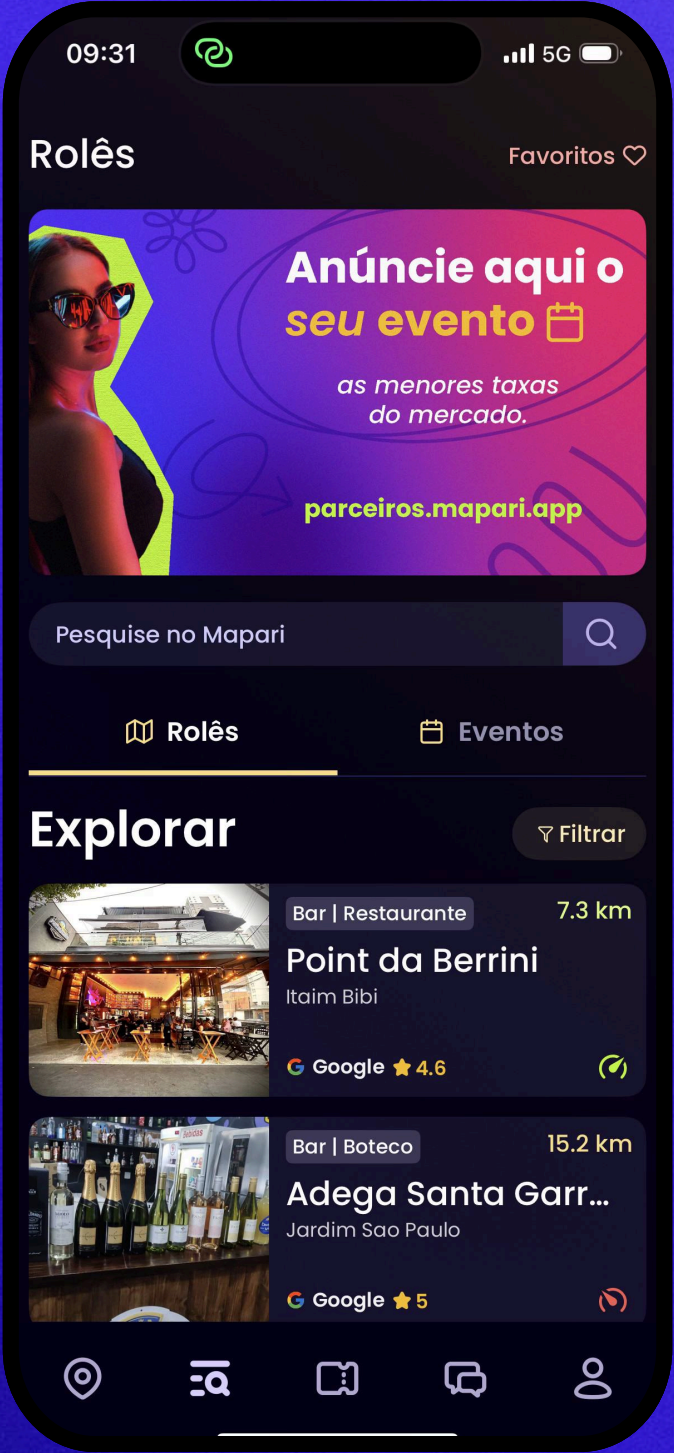 09:31
5G
Rolês
Favoritos
Anúncie aqui o
seu evento
as menores taxas
do mercado.
parceiros.mapari.app
Pesquise no Mapari
Rolês
Eventos
Explorar
Filtrar
Bar | Restaurante
7.3 km
Point da Berrini
Itaim Bibi
Google 4.6
Bebidas
Bar | Boteco
15.2 km
Adega Santa Garr...
Jardim Sao Paulo
Google 5